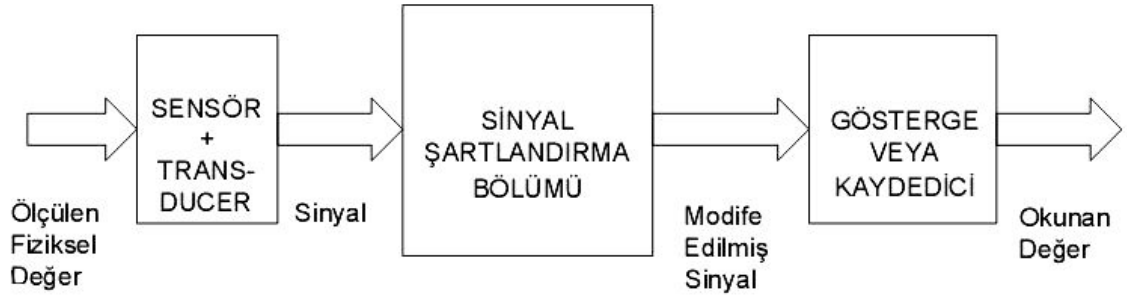 SENSÖR
+
TRANS-
DUCER
SİNYAL
ŞARTLANDIRMA
BÖLÜMÜ
GÖSTERGE
VEYA
KAYDEDİCİ
Ölçülen
Fiziksel
Değer
Sinyal
Modife
Edilmiş
Sinyal
Okunan
Değer